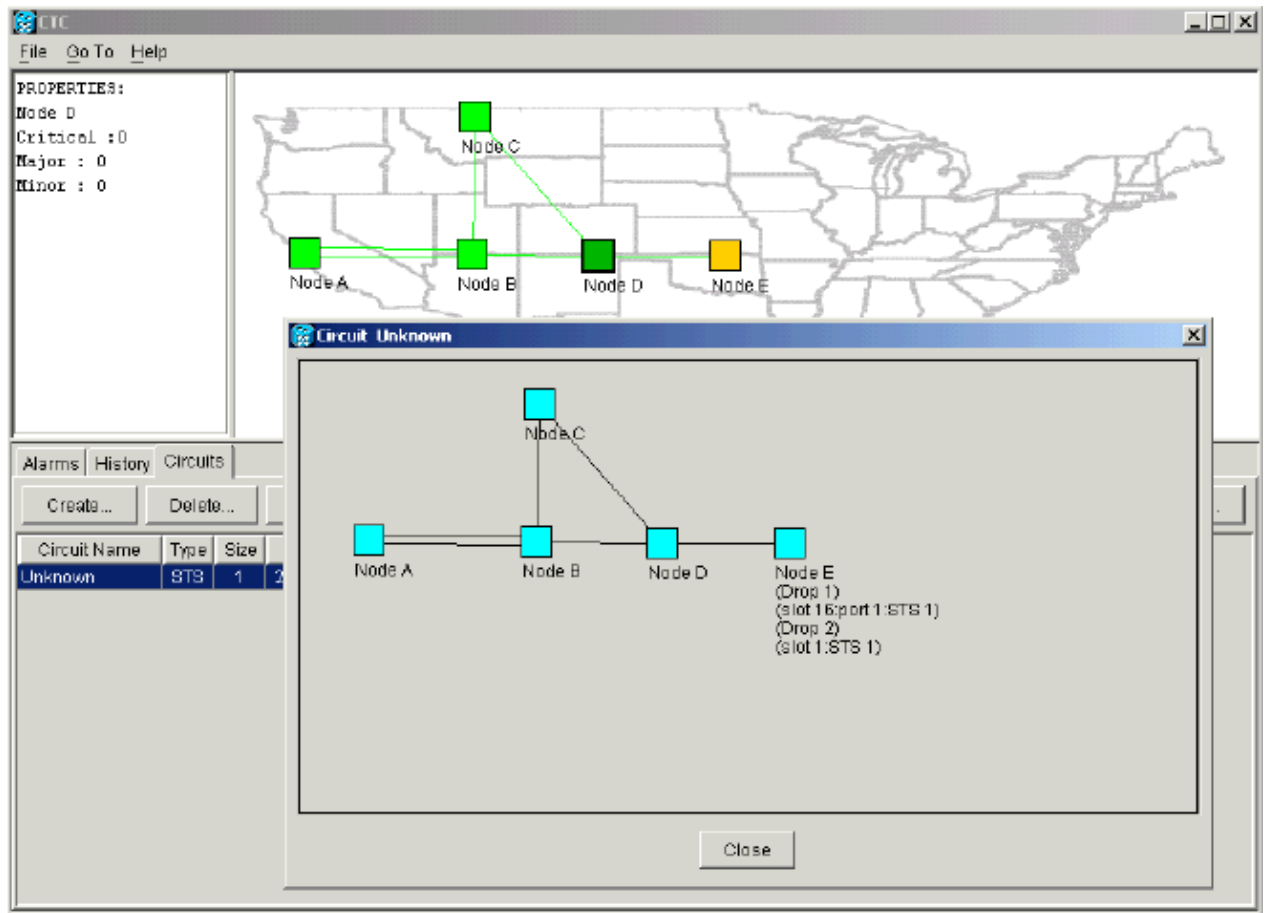 CTC
File Go To Help
PROPERTIES:
Node D
Critical :0
Major : 0
Minor : 0
Node C
Node A
Node B
Node D
Node E
Circuit Unknown
Node C
Node A
Node B
Node D
Node E
(Drop 1)
(slot 16:port 1:STS 1)
(Drop 2)
(slot 1:STS 1)
Close
Alarms History Circuits
Create... Delete...
Circuit Name Type Size
Unknown STS 1